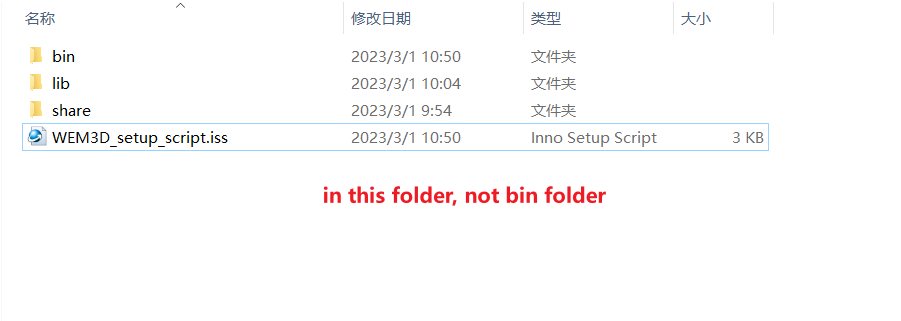 名称 修改日期 类型 大小
bin 2023/3/1 10:50 文件夹
lib 2023/3/1 10:04 文件夹
share 2023/3/1 9:54 文件夹
WEM3D_setup_script.iss 2023/3/1 10:50 Inno Setup Script 3 KB
in this folder, not bin folder